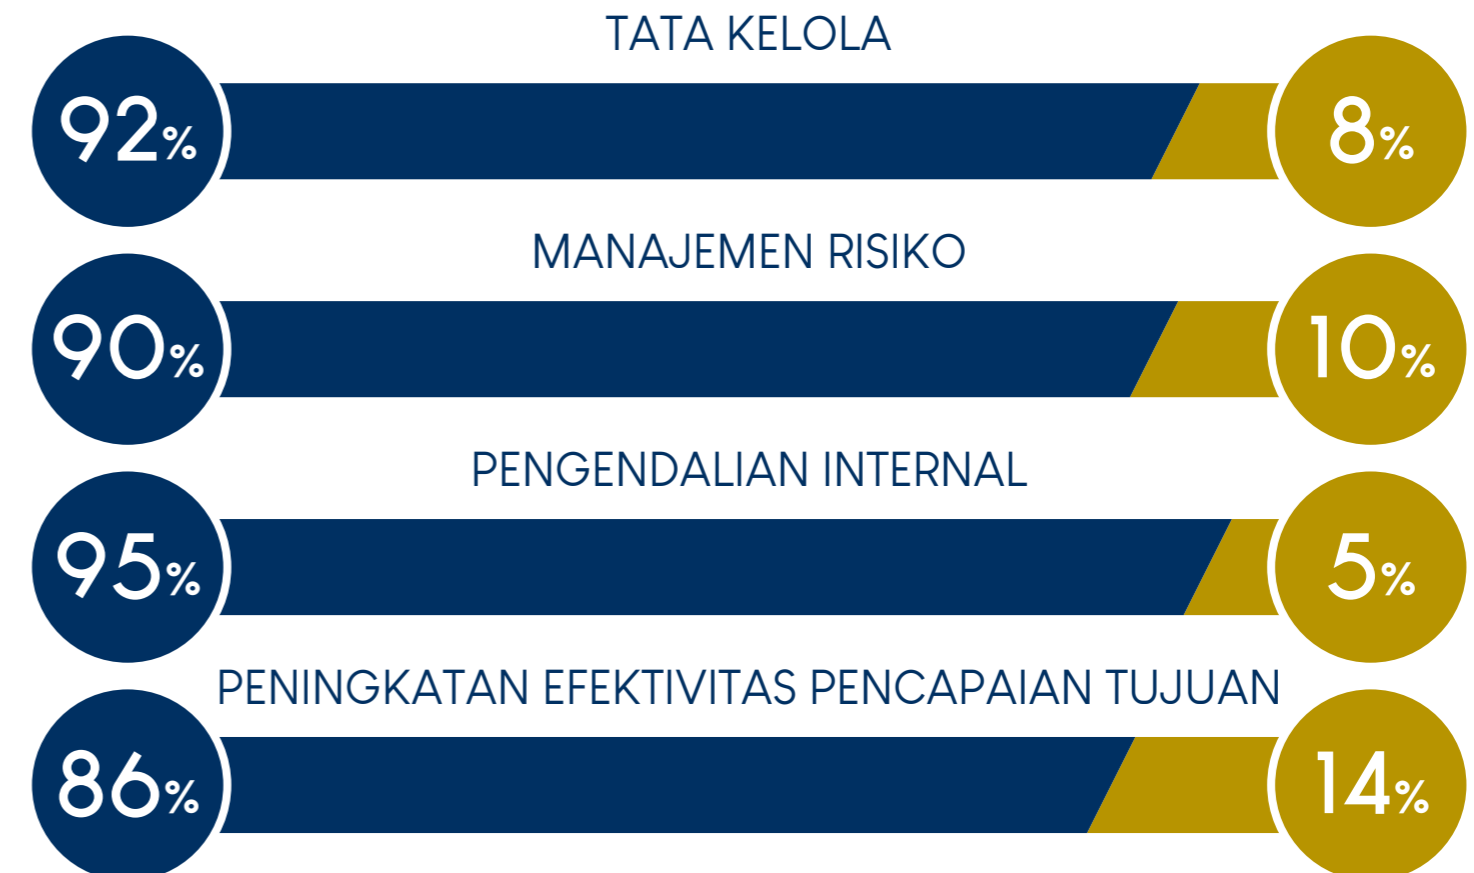 TATA KELOLA
92% 8%
MANAJEMEN RISIKO
90% 10%
PENGENDALIAN INTERNAL
95% 5%
PENINGKATAN EFEKTIVITAS PENCAPAIAN TUJUAN
86% 14%